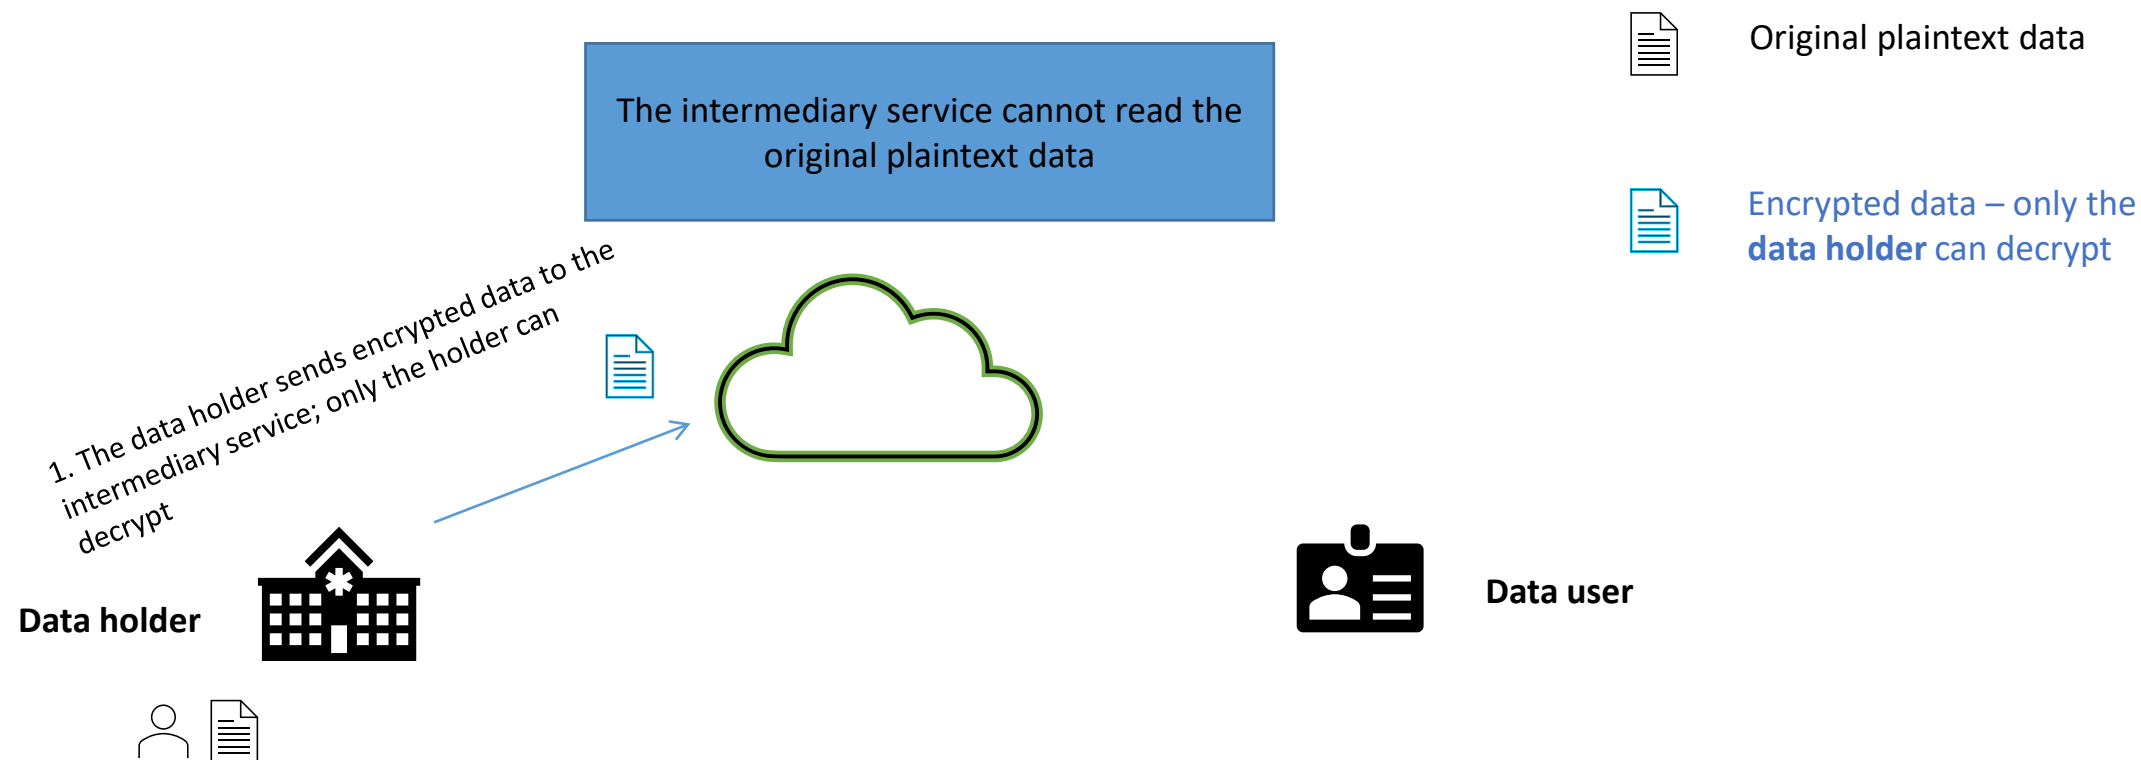 Original plaintext data
The intermediary service cannot read the
original plaintext data
Encrypted data – only the
data holder can decrypt
1. The data holder sends encrypted data to the
intermediary service; only the holder can
decrypt
Data holder
Data user